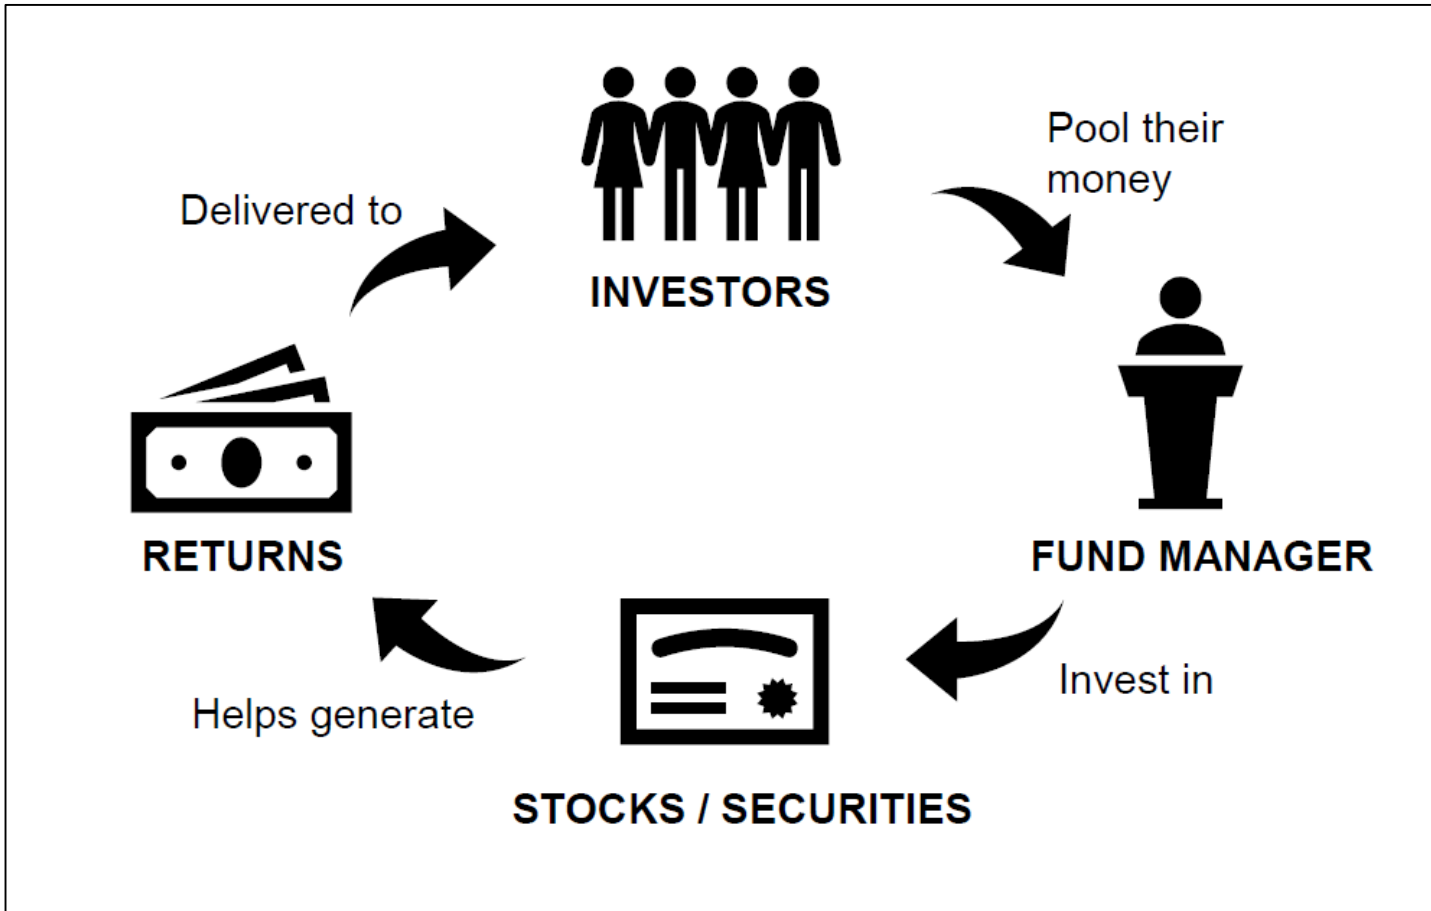 Pool their
money
Delivered to
INVESTORS
RETURNS
FUND MANAGER
Invest in
Helps generate
STOCKS / SECURITIES